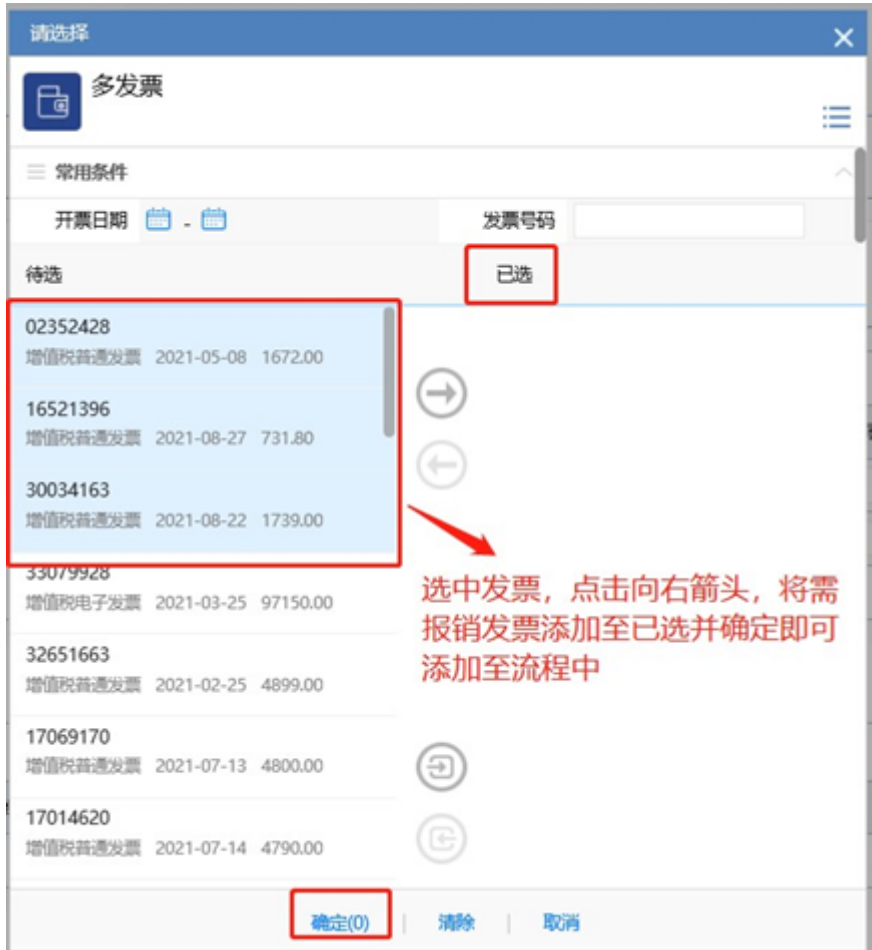 请选择
多发票
常用条件
开票日期 - 发票号码
待选 已选
02352428
增值税普通发票 2021-05-08 1672.00
16521396
增值税普通发票 2021-08-27 731.80
30034163
增值税普通发票 2021-08-22 1739.00
33079928
增值税电子发票 2021-03-25 97150.00
32651663
增值税普通发票 2021-02-25 4899.00
17069170
增值税普通发票 2021-07-13 4800.00
17014620
增值税普通发票 2021-07-14 4790.00
选中发票，点击向右箭头，将需
报销发票添加至已选并确定即可
添加至流程中
确定(0) | 清除 | 取消